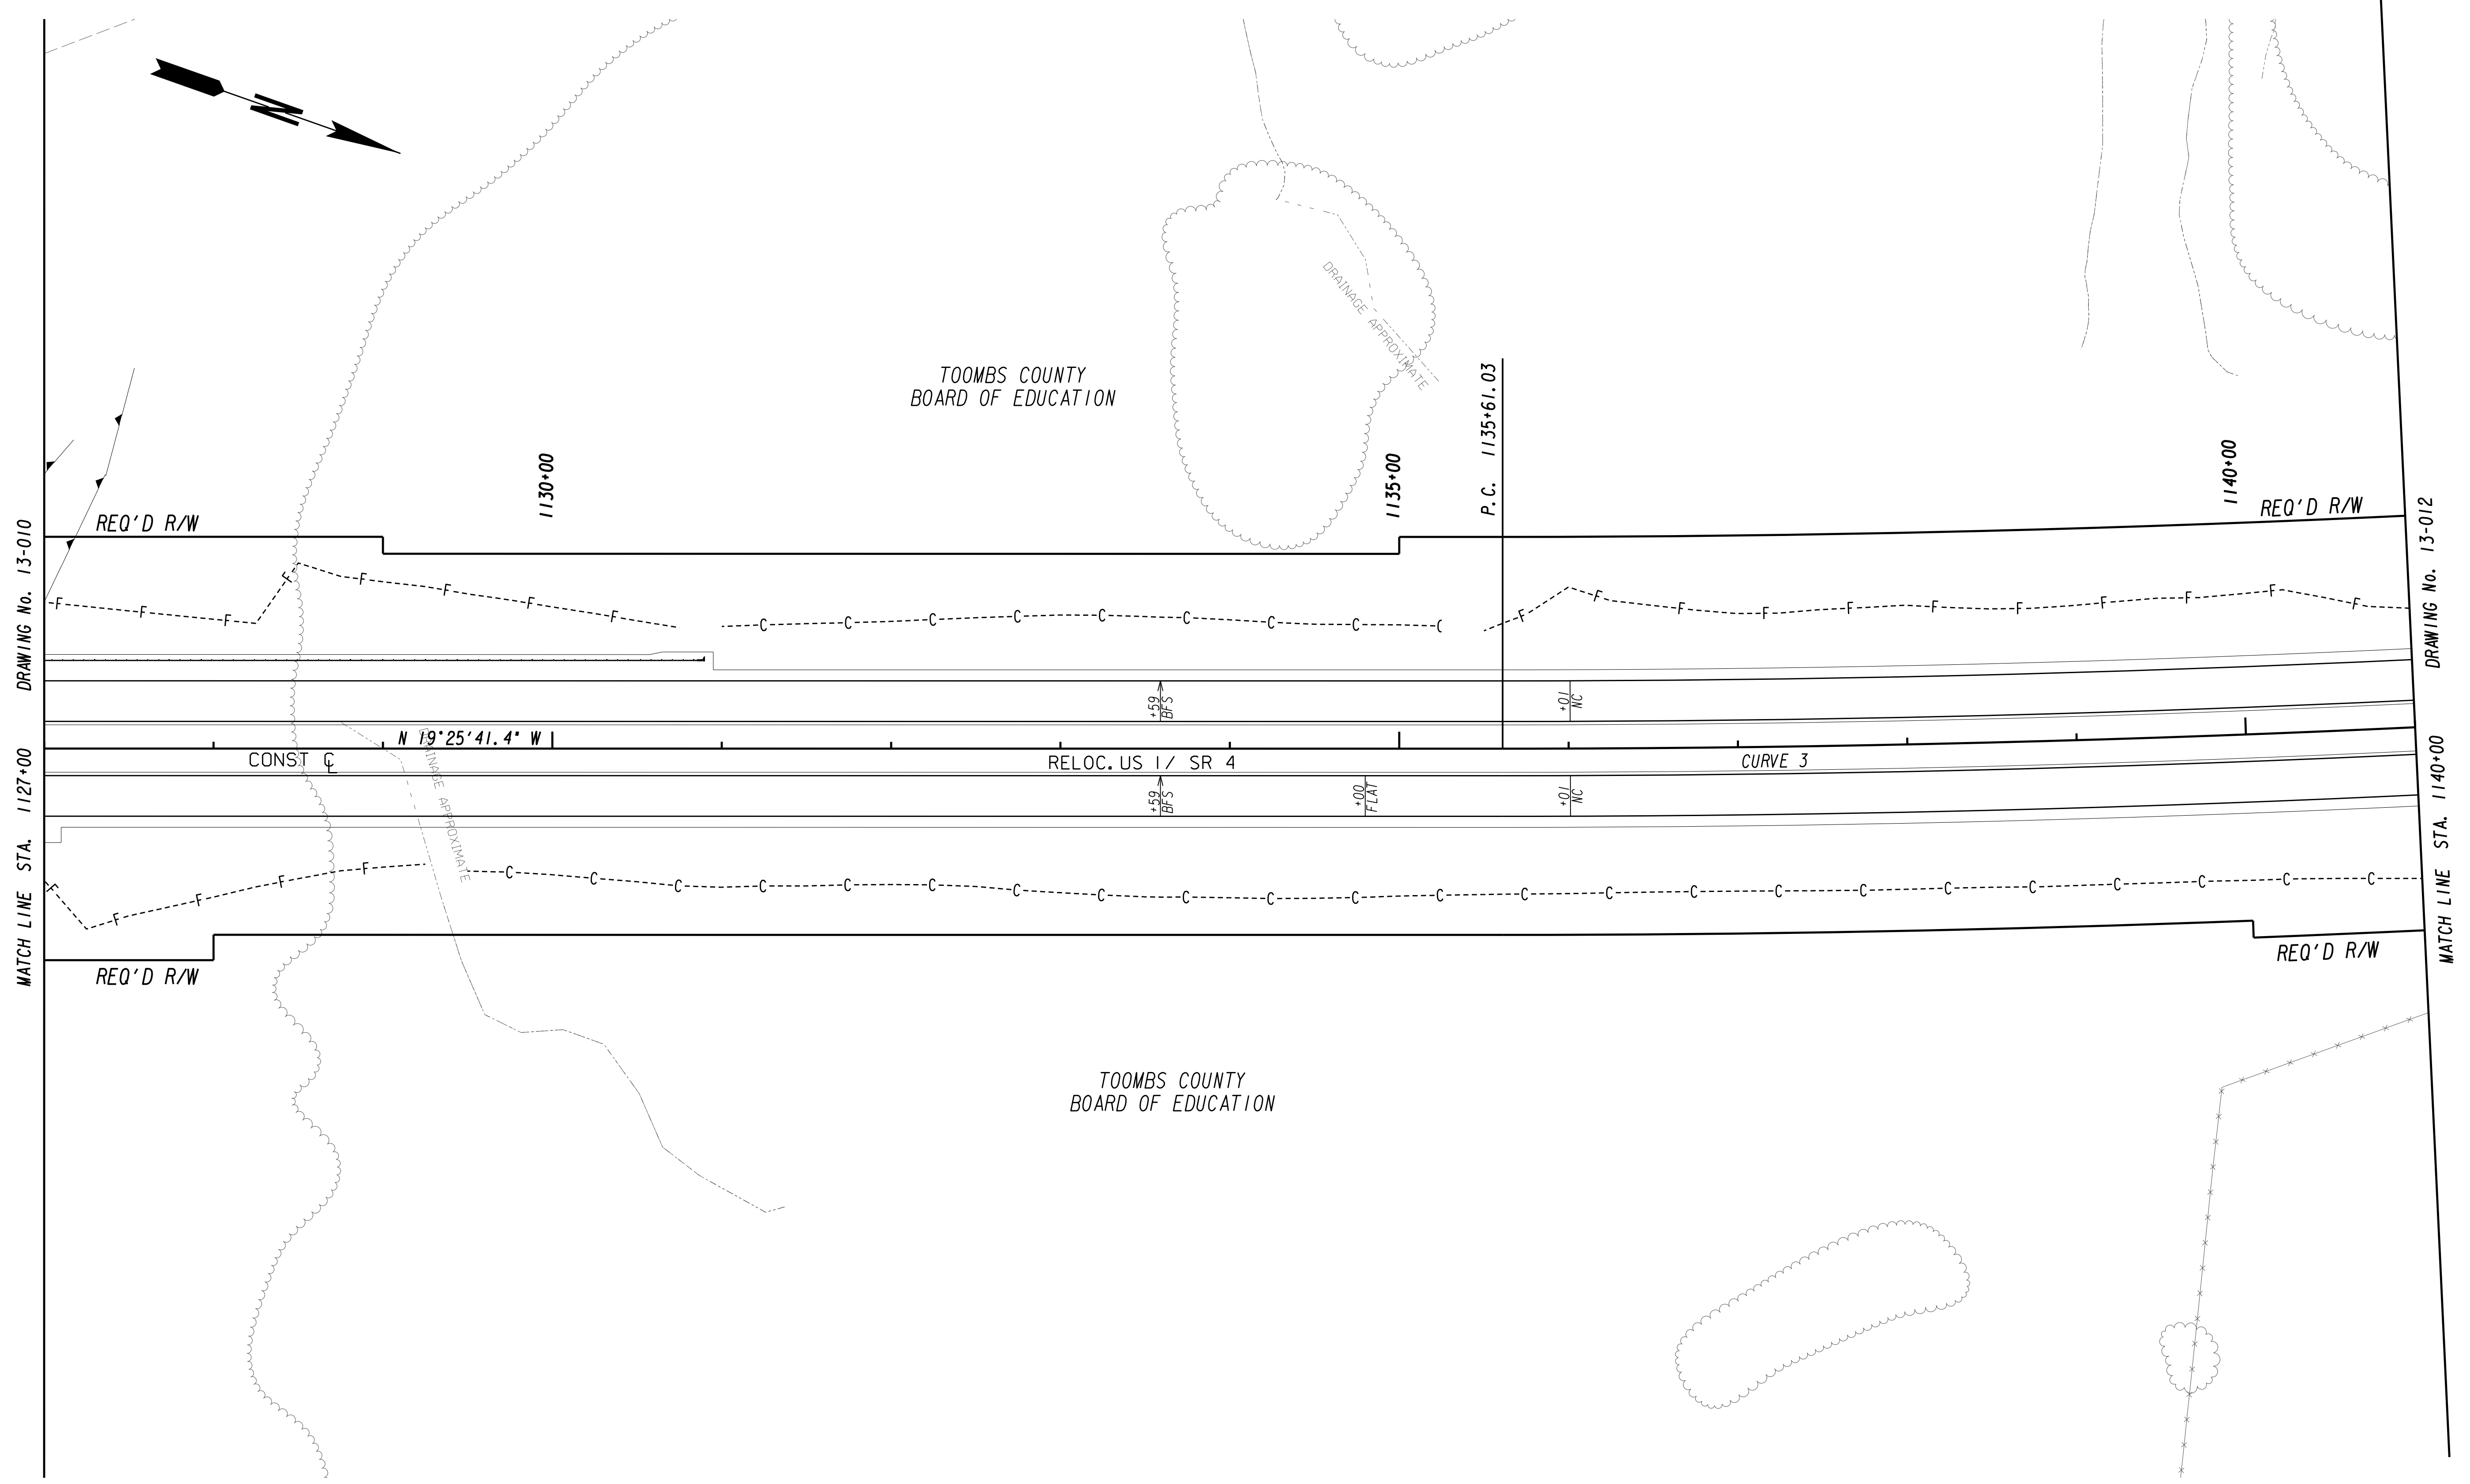 N
DRAINAGE APPROXIMATE
TOOMBS COUNTY
BOARD OF EDUCATION
P.C. 1135+61.03
1130+00
1135+00
1140+00
REQ'D R/W
REQ'D R/W
DRAWING No. 13-010
DRAWING No. 13-012
F F F F F F F F
C C C C C C C C C
F F F F F F F F F F F
+59
BFS
+01
NC
N 19°25'41.4" W
CONST CL
RELOC. US 1/ SR 4
CURVE 3
+59
BFS
+00
FLAT
+01
NC
DRAINAGE APPROXIMATE
MATCH LINE STA. 1127+00
MATCH LINE STA. 1140+00
F F F F F
C C C C C C C C C C C C C C C C C C C C C C C
REQ'D R/W
REQ'D R/W
TOOMBS COUNTY
BOARD OF EDUCATION